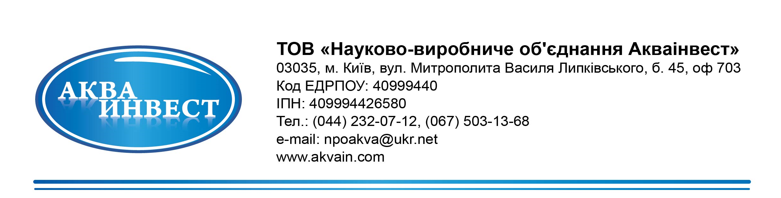 АКВА
ИНВЕСТ
ТОВ «Науково-виробниче об'єднання Акваінвест»
03035, м. Київ, вул. Митрополита Василя Липківського, б. 45, оф 703
Код ЕДРПОУ: 40999440
ІПН: 409994426580
Тел.: (044) 232-07-12, (067) 503-13-68
e-mail: npoakva@ukr.net
www.akvain.com